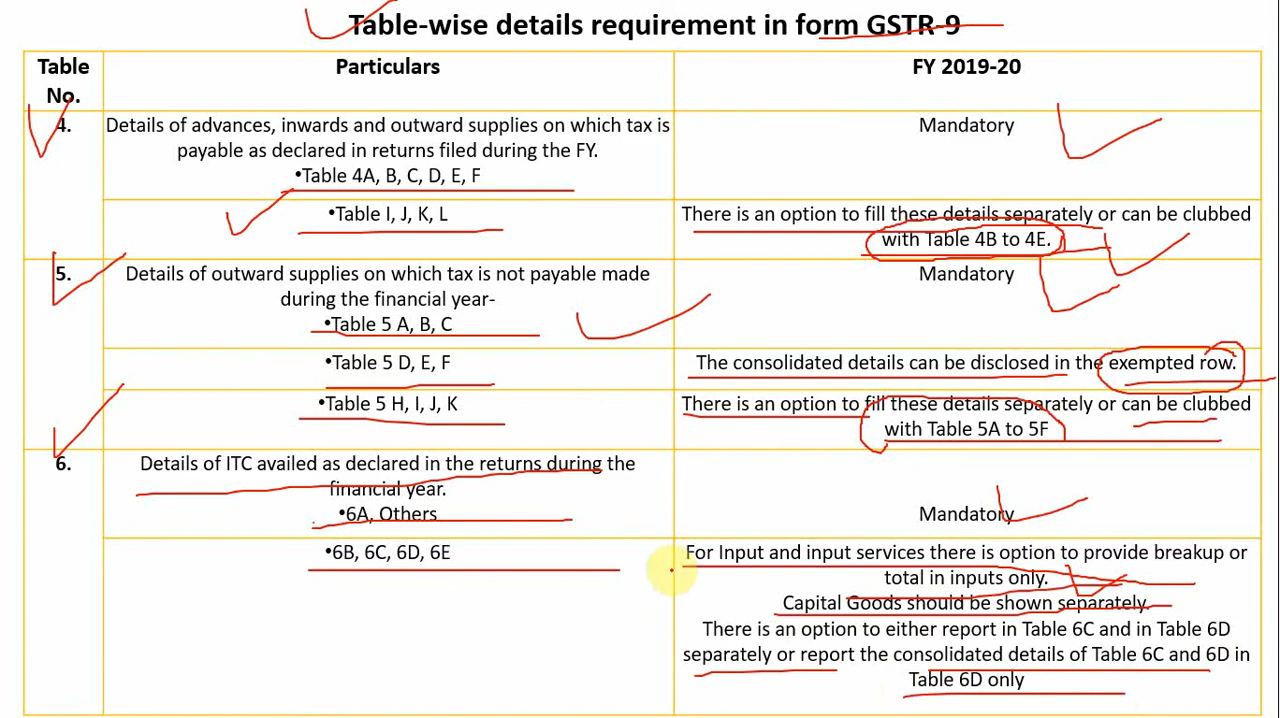 Table-wise details requirement in form GSTR-9
Table
No.
Particulars
FY 2019-20
4.
Details of advances, inwards and outward supplies on which tax is
payable as declared in returns filed during the FY.
•Table 4A, B, C, D, E, F
Mandatory
•Table I, J, K, L
There is an option to fill these details separately or can be clubbed
with Table 4B to 4E.
5.
Details of outward supplies on which tax is not payable made
during the financial year-
•Table 5 A, B, C
Mandatory
•Table 5 D, E, F
The consolidated details can be disclosed in the exempted row.
•Table 5 H, I, J, K
There is an option to fill these details separately or can be clubbed
with Table 5A to 5F
6.
Details of ITC availed as declared in the returns during the
financial year.
•6A, Others
Mandatory
•6B, 6C, 6D, 6E
For Input and input services there is option to provide breakup or
total in inputs only.
Capital Goods should be shown separately.
There is an option to either report in Table 6C and in Table 6D
separately or report the consolidated details of Table 6C and 6D in
Table 6D only